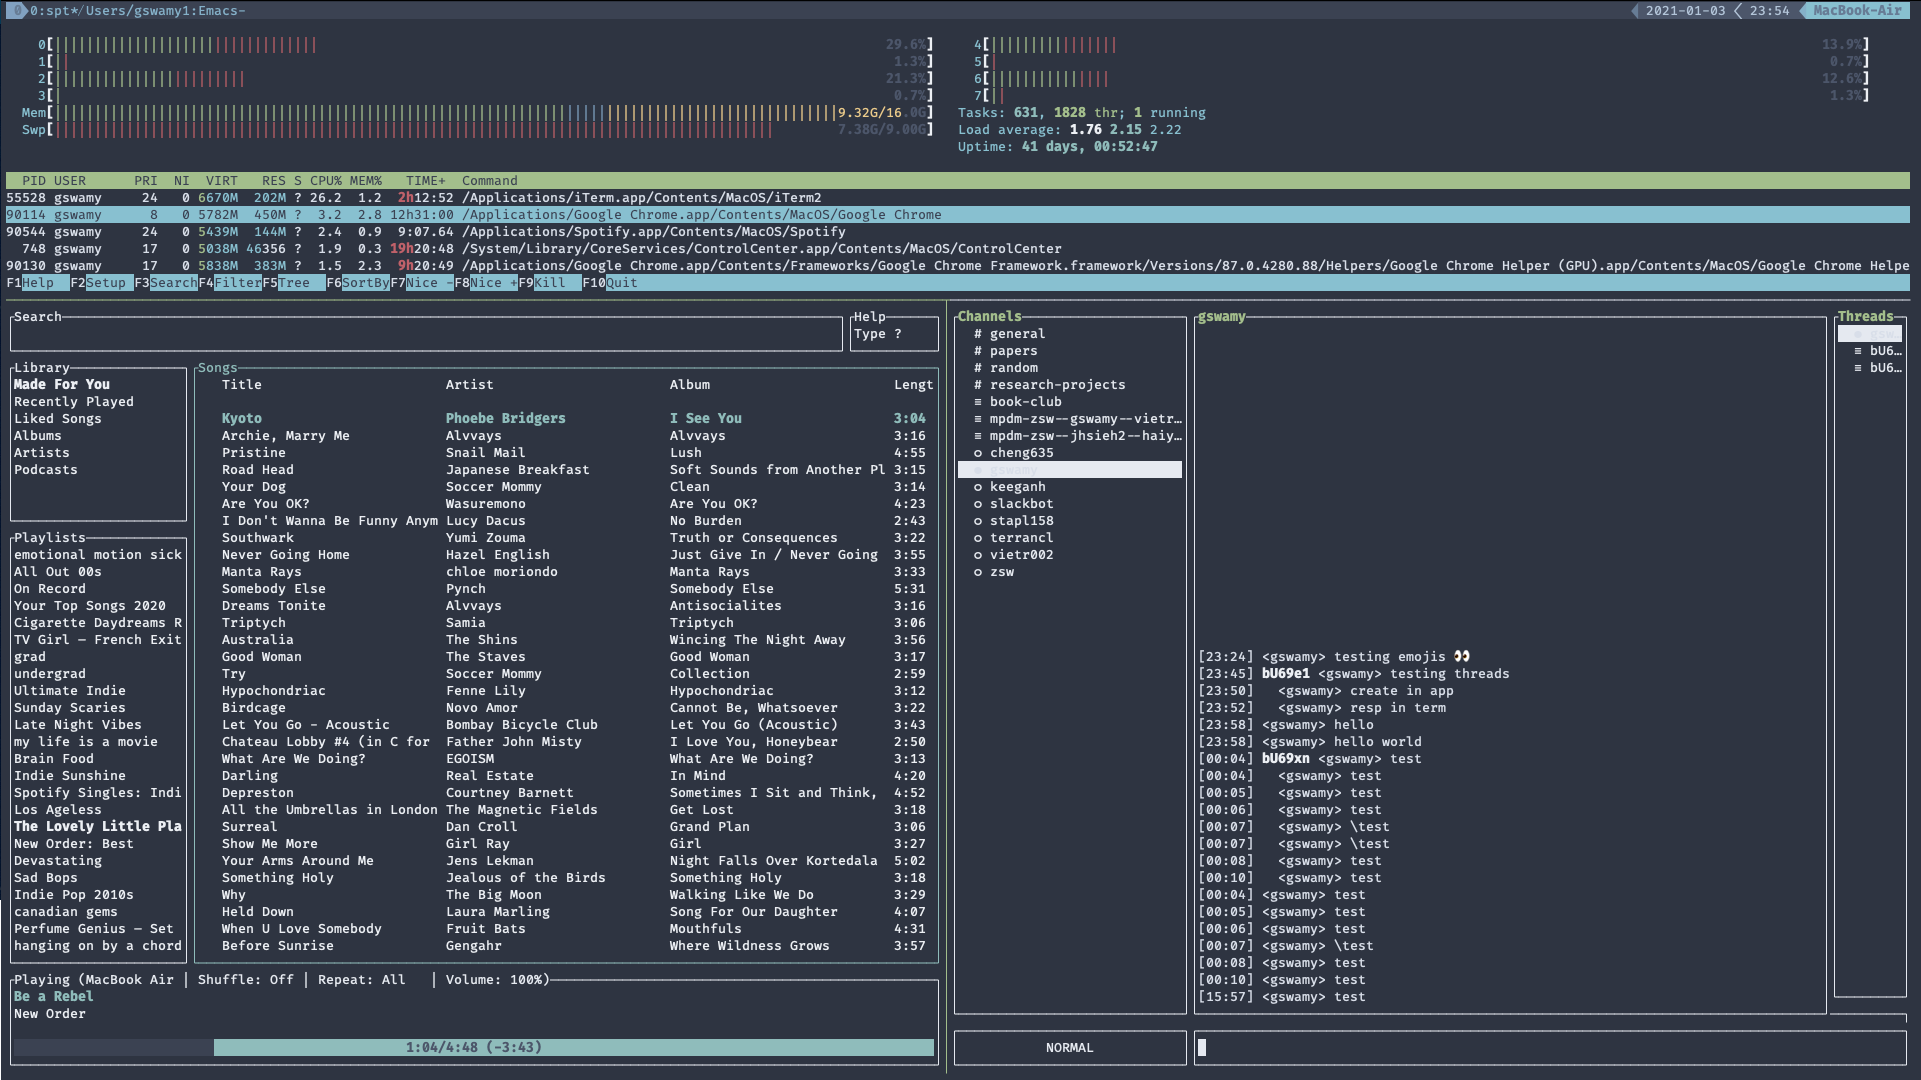 0 0:spt*/Users/gswamy1:Emacs- 2021-01-03 23:54 MacBook-Air
0[ 29.6%] 4[ 13.9%]
1[ 1.3%] 5[ 0.7%]
2[ 21.3%] 6[ 12.6%]
3[ 0.7%] 7[ 1.3%]
Mem[ 9.32G/16.0G] Tasks: 631, 1828 thr; 1 running
Swp[ 7.38G/9.00G] Load average: 1.76 2.15 2.22
Uptime: 41 days, 00:52:47
PID USER PRI NI VIRT RES S CPU% MEM% TIME+ Command
55528 gswamy 24 0 6670M 202M ? 26.2 1.2 2h12:52 /Applications/iTerm.app/Contents/MacOS/iTerm2
90114 gswamy 8 0 5782M 450M ? 3.2 2.8 12h31:00 /Applications/Google Chrome.app/Contents/MacOS/Google Chrome
90544 gswamy 24 0 5439M 144M ? 2.4 0.9 9:07.64 /Applications/Spotify.app/Contents/MacOS/Spotify
748 gswamy 17 0 5038M 46356 ? 1.9 0.3 19h20:48 /System/Library/CoreServices/ControlCenter.app/Contents/MacOS/ControlCenter
90130 gswamy 17 0 5838M 383M ? 1.5 2.3 9h20:49 /Applications/Google Chrome.app/Contents/Frameworks/Google Chrome Framework.framework/Versions/87.0.4280.88/Helpers/Google Chrome Helper (GPU).app/Contents/MacOS/Google Chrome Helpe
F1Help F2Setup F3SearchF4FilterF5Tree F6SortByF7Nice -F8Nice +F9Kill F10Quit
Search
Help
Type ?
Library
Made For You
Recently Played
Liked Songs
Albums
Artists
Podcasts
Playlists
emotional motion sick
All Out 00s
On Record
Your Top Songs 2020
Cigarette Daydreams R
TV Girl – French Exit
grad
undergrad
Ultimate Indie
Sunday Scaries
Late Night Vibes
my life is a movie
Brain Food
Indie Sunshine
Spotify Singles: Indi
Los Ageless
The Lovely Little Pla
New Order: Best
Devastating
Sad Bops
Indie Pop 2010s
canadian gems
Perfume Genius – Set
hanging on by a chord
Songs
Title Artist Album Lengt
Kyoto Phoebe Bridgers I See You 3:04
Archie, Marry Me Alvvays Alvvays 3:16
Pristine Snail Mail Lush 4:55
Road Head Japanese Breakfast Soft Sounds from Another Pl 3:15
Your Dog Soccer Mommy Clean 3:14
Are You OK? Wasuremono Are You OK? 4:23
I Don't Wanna Be Funny Anym Lucy Dacus No Burden 2:43
Southwark Yumi Zouma Truth or Consequences 3:22
Never Going Home Hazel English Just Give In / Never Going 3:55
Manta Rays chloe moriondo Manta Rays 3:33
Somebody Else Pynch Somebody Else 5:31
Dreams Tonite Alvvays Antisocialites 3:16
Triptych Samia Triptych 3:06
Australia The Shins Wincing The Night Away 3:56
Good Woman The Staves Good Woman 3:17
Try Soccer Mommy Collection 2:59
Hypochondriac Fenne Lily Hypochondriac 3:12
Birdcage Novo Amor Cannot Be, Whatsoever 3:22
Let You Go - Acoustic Bombay Bicycle Club Let You Go (Acoustic) 3:43
Chateau Lobby #4 (in C for Father John Misty I Love You, Honeybear 2:50
What Are We Doing? EGOISM What Are We Doing? 3:13
Darling Real Estate In Mind 4:20
Depreston Courtney Barnett Sometimes I Sit and Think, 4:52
All the Umbrellas in London The Magnetic Fields Get Lost 3:18
Surreal Dan Croll Grand Plan 3:06
Show Me More Girl Ray Girl 3:27
Your Arms Around Me Jens Lekman Night Falls Over Kortedala 5:02
Something Holy Jealous of the Birds Something Holy 3:18
Why The Big Moon Walking Like We Do 3:29
Held Down Laura Marling Song For Our Daughter 4:07
When U Love Somebody Fruit Bats Mouthfuls 4:31
Before Sunrise Gengahr Where Wildness Grows 3:57
Playing (MacBook Air | Shuffle: Off | Repeat: All | Volume: 100%)
Be a Rebel
New Order
1:04/4:48 (-3:43)
Channels
# general
# papers
# random
# research-projects
≡ book-club
≡ mpdm-zsw--gswamy--vietr…
≡ mpdm-zsw--jhsieh2--haiy…
o cheng635
● gswamy
o keeganh
o slackbot
o stapl158
o terrancl
o vietr002
o zsw
NORMAL
gswamy
[23:24] <gswamy> testing emojis 👀
[23:45] bU69e1 <gswamy> testing threads
[23:50] <gswamy> create in app
[23:52] <gswamy> resp in term
[23:58] <gswamy> hello
[23:58] <gswamy> hello world
[00:04] bU69xn <gswamy> test
[00:04] <gswamy> test
[00:05] <gswamy> test
[00:06] <gswamy> test
[00:07] <gswamy> \test
[00:07] <gswamy> \test
[00:08] <gswamy> test
[00:10] <gswamy> test
[00:04] <gswamy> test
[00:05] <gswamy> test
[00:06] <gswamy> test
[00:07] <gswamy> \test
[00:08] <gswamy> test
[00:10] <gswamy> test
[15:57] <gswamy> test
Threads
≡ bU6…
≡ bU6…